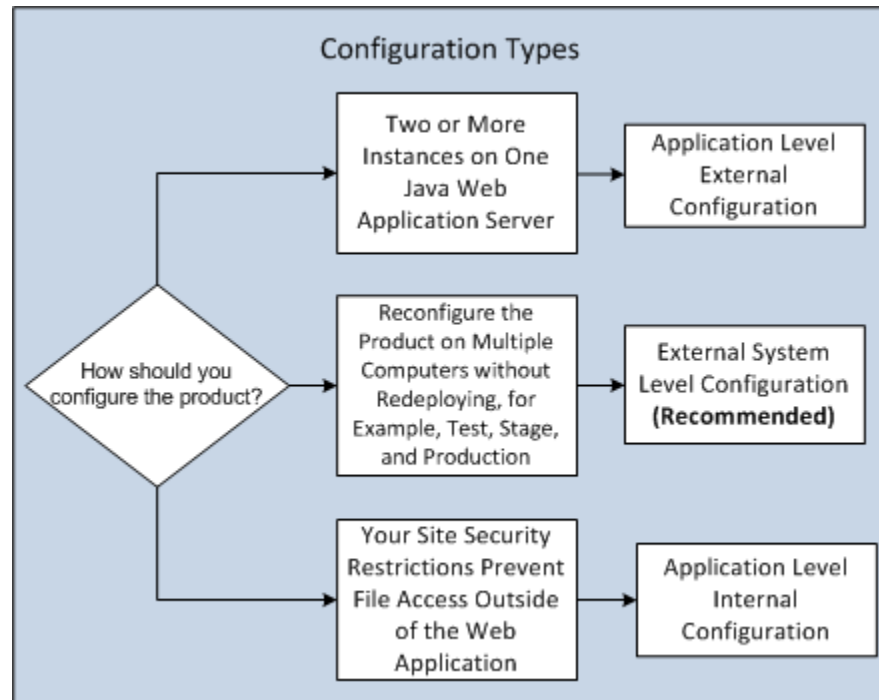 Configuration Types
Two or More
Instances on One
Java Web
Application Server
Application Level
External
Configuration
How should you
configure the product?
Reconfigure the
Product on Multiple
Computers without
Redeploying, for
Example, Test, Stage,
and Production
External System
Level Configuration
(Recommended)
Your Site Security
Restrictions Prevent
File Access Outside
of the Web
Application
Application Level
Internal
Configuration